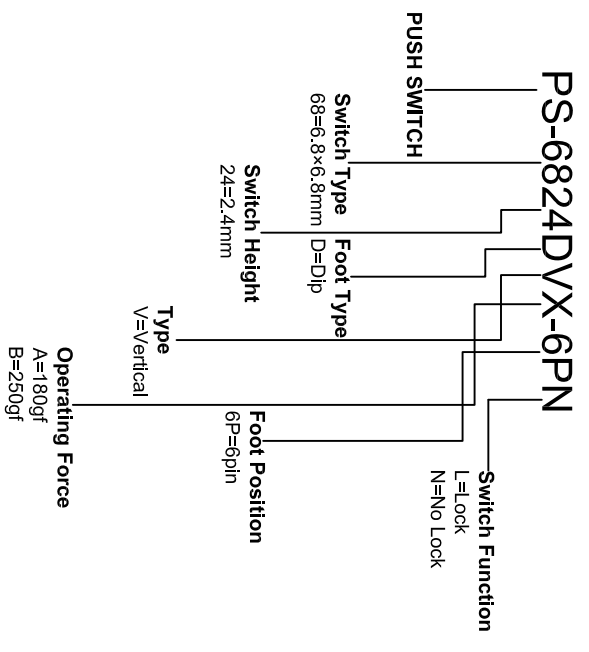 PS-6824DVX-6PN
PUSH SWITCH
Switch Type
68=6.8×6.8mm
Switch Height
24=2.4mm
Foot Type
D=Dip
Type
V=Vertical
Operating Force
A=180gf
B=250gf
Foot Position
6P=6pin
Switch Function
L=Lock
N=No Lock